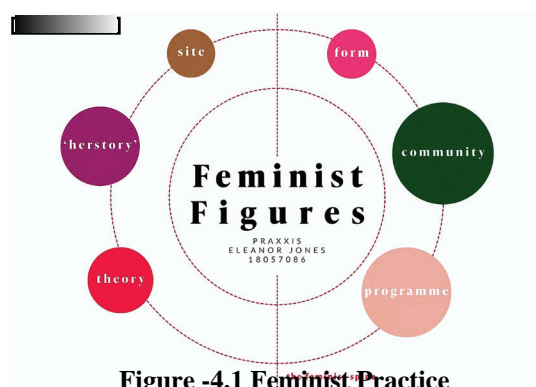 site
form
'herstory'
community
Feminist
Figures
PRAXXIS
ELEANOR JONES
18057086
theory
programme
Figure -4.1 Feminist Practice